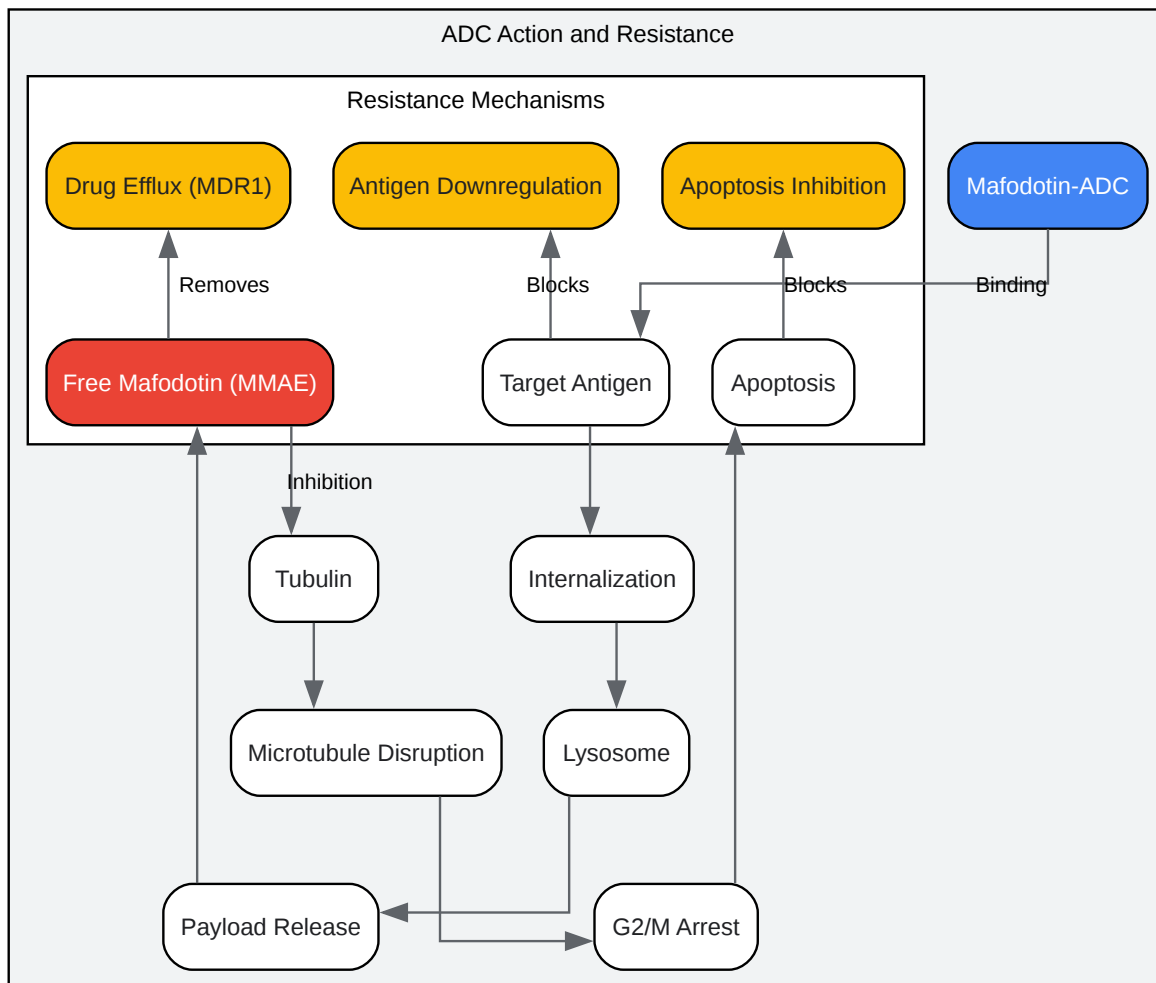 ADC Action and Resistance
Resistance Mechanisms
Drug Efflux (MDR1)
Antigen Downregulation
Apoptosis Inhibition
Mafodotin-ADC
Removes
Blocks
Blocks
Binding
Free Mafodotin (MMAE)
Target Antigen
Apoptosis
Inhibition
Tubulin
Internalization
Microtubule Disruption
Lysosome
Payload Release
G2/M Arrest